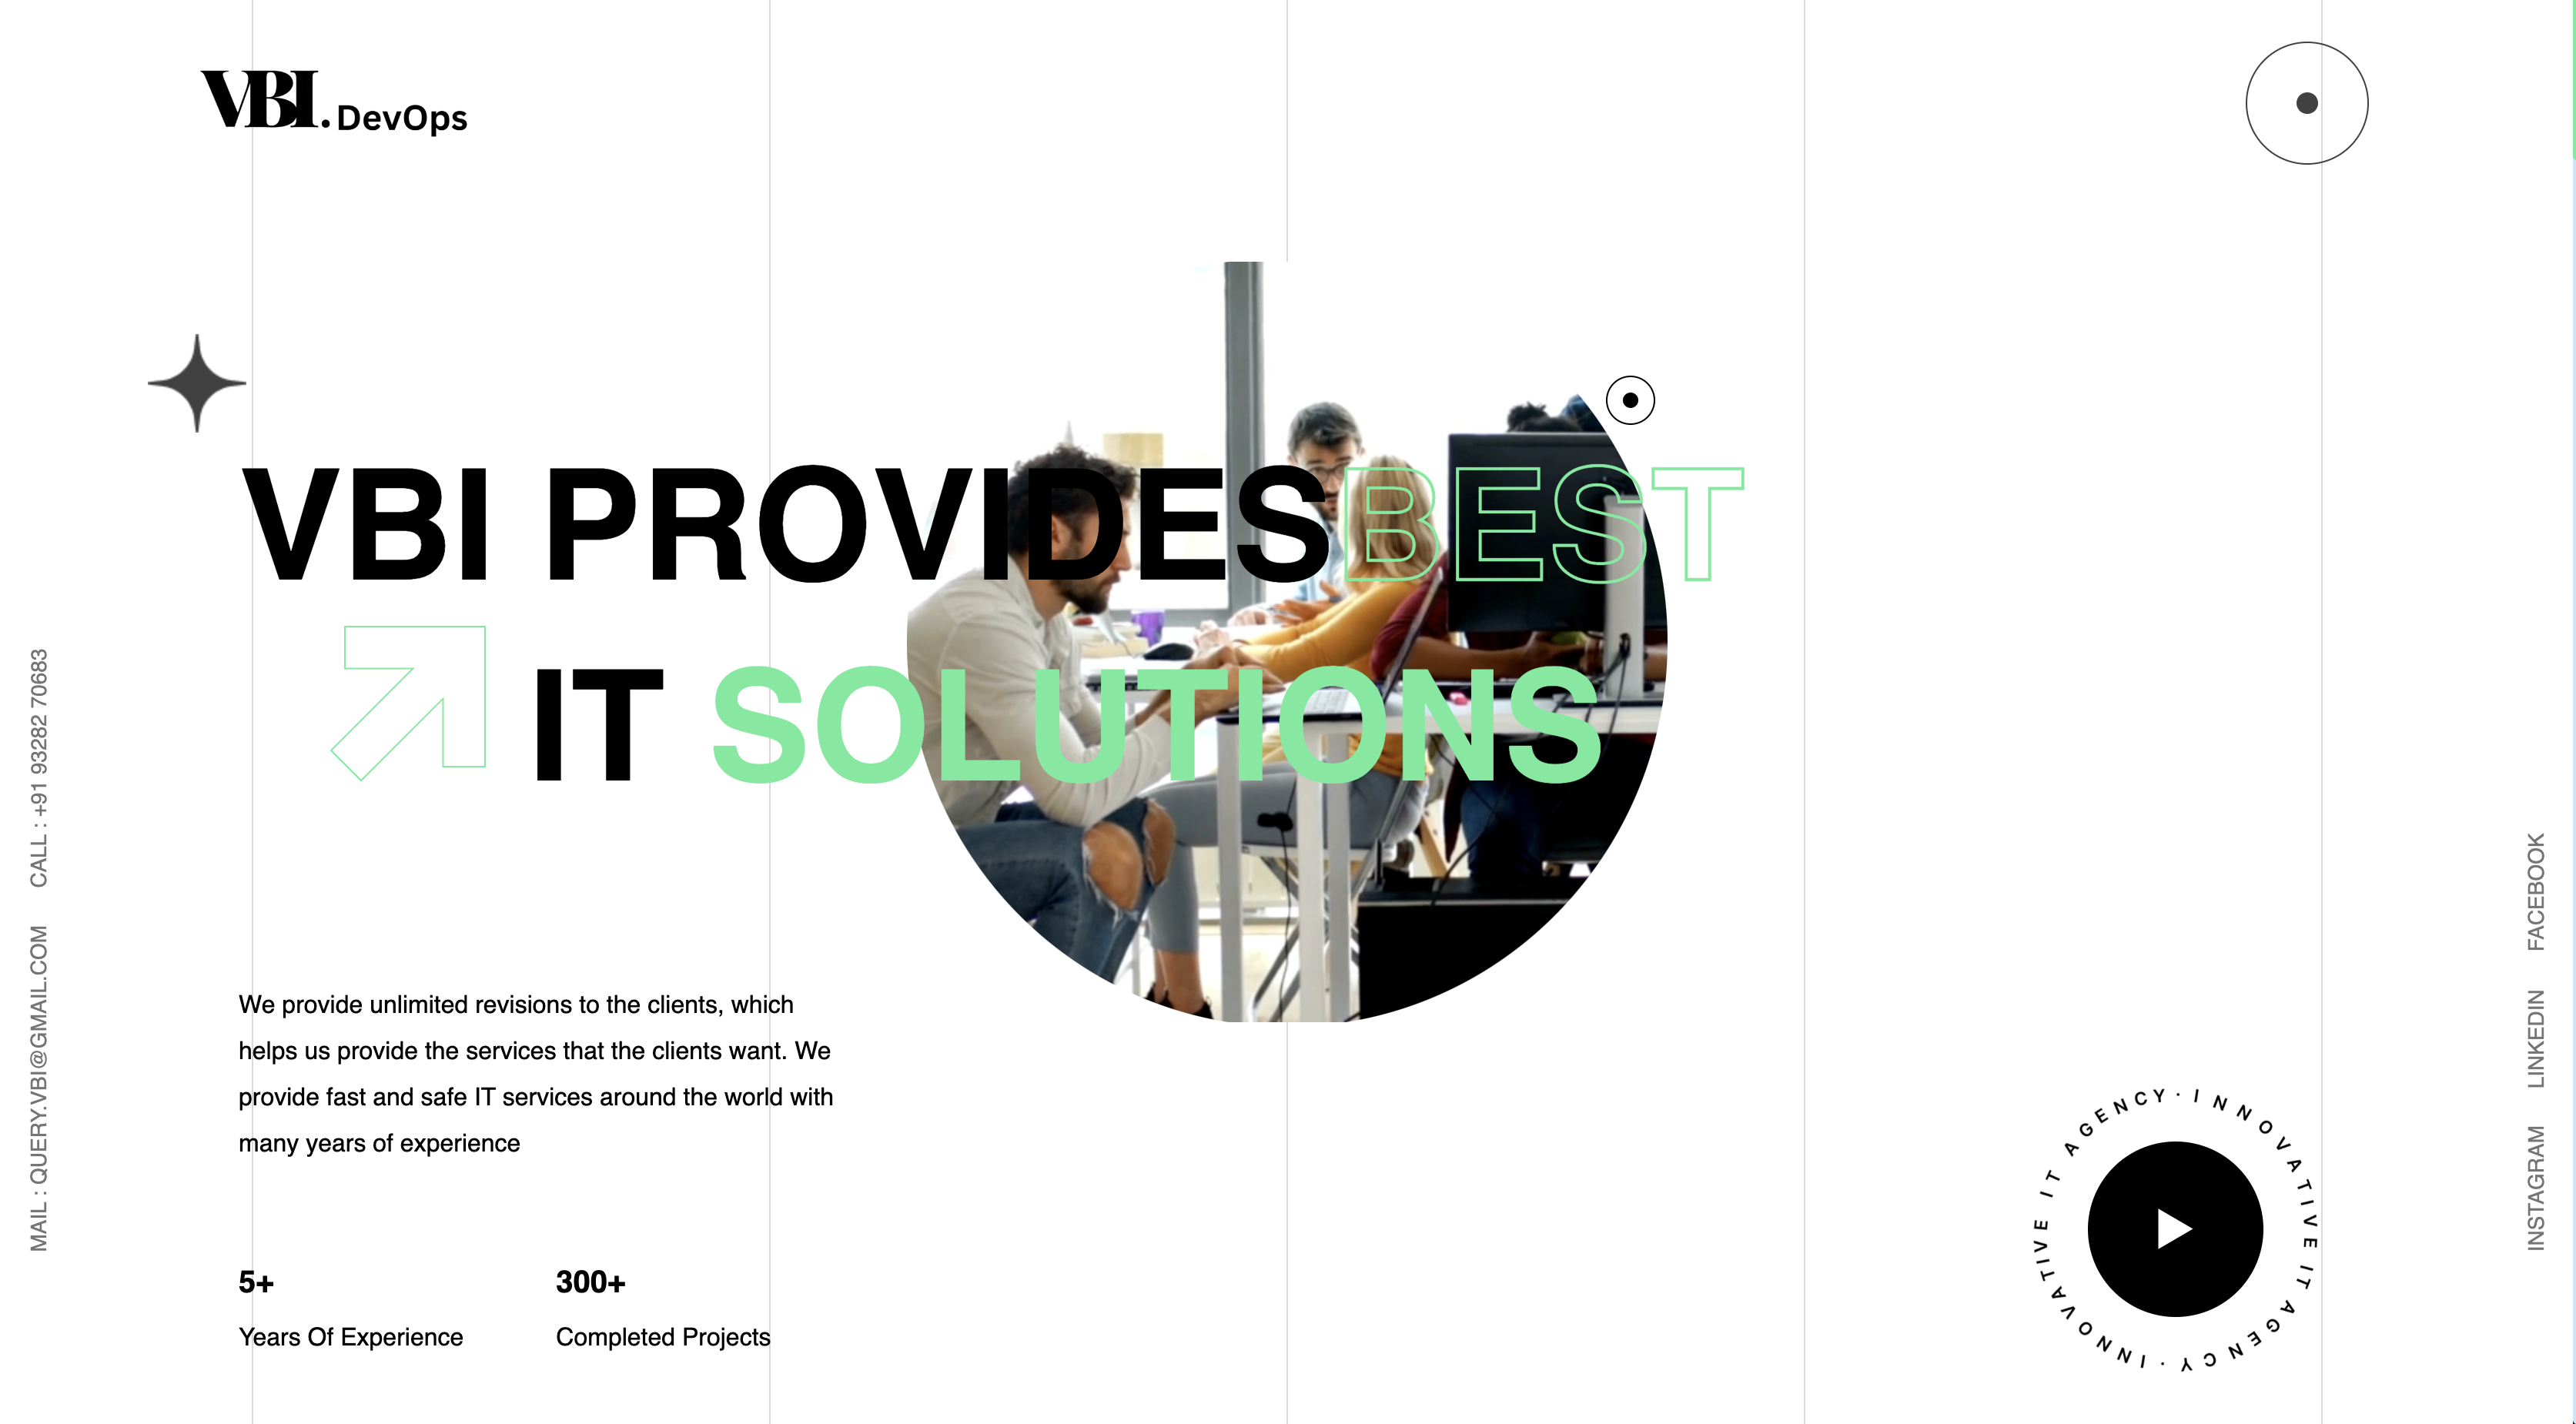 VBI. DevOps
VBI PROVIDES BEST
IT SOLUTIONS
We provide unlimited revisions to the clients, which
helps us provide the services that the clients want. We
provide fast and safe IT services around the world with
many years of experience
5+
Years Of Experience
300+
Completed Projects
MAIL : QUERY.VBI@GMAIL.COM
CALL : +91 93282 70683
INSTAGRAM
LINKEDIN
FACEBOOK
INNOVATIVE IT AGENCY · INNOVATIVE IT AGENCY ·